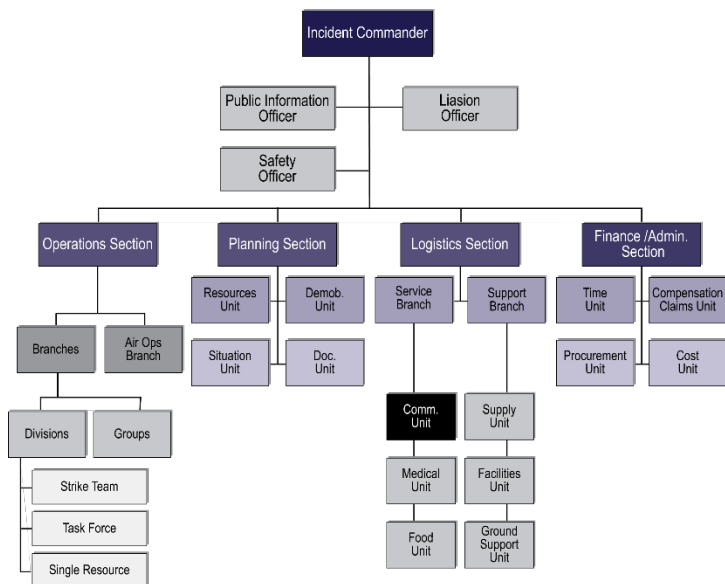 Incident Commander
Public Information
Officer
Liasion
Officer
Safety
Officer
Operations Section
Planning Section
Logistics Section
Finance /Admin.
Section
Resources
Unit
Demob.
Unit
Service
Branch
Support
Branch
Time
Unit
Compensation
Claims Unit
Branches
Air Ops
Branch
Situation
Unit
Doc.
Unit
Procurement
Unit
Cost
Unit
Divisions
Groups
Comm.
Unit
Supply
Unit
Strike Team
Medical
Unit
Facilities
Unit
Task Force
Food
Unit
Ground
Support
Unit
Single Resource